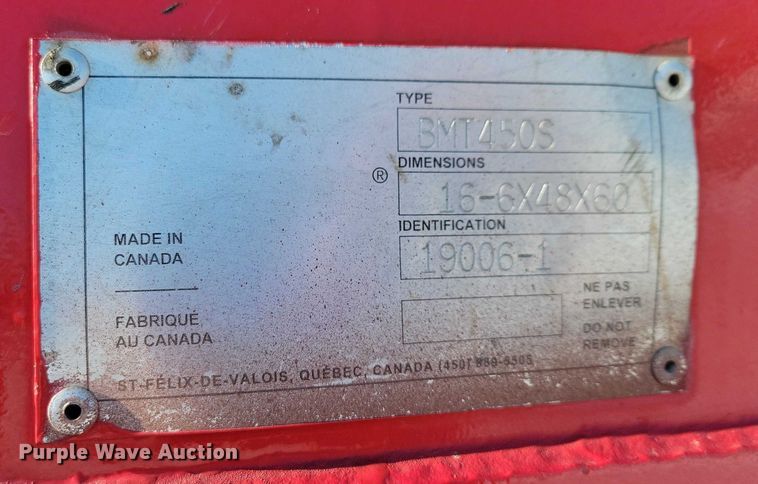 TYPE
BMT450S
DIMENSIONS
16-6X48X60
®
IDENTIFICATION
19006-1
MADE IN
CANADA
FABRIQUÉ
AU CANADA
NE PAS
ENLEVER
DO NOT
REMOVE
ST-FÉLIX-DE-VALOIS, QUÉBEC, CANADA (450)
Purple Wave Auction